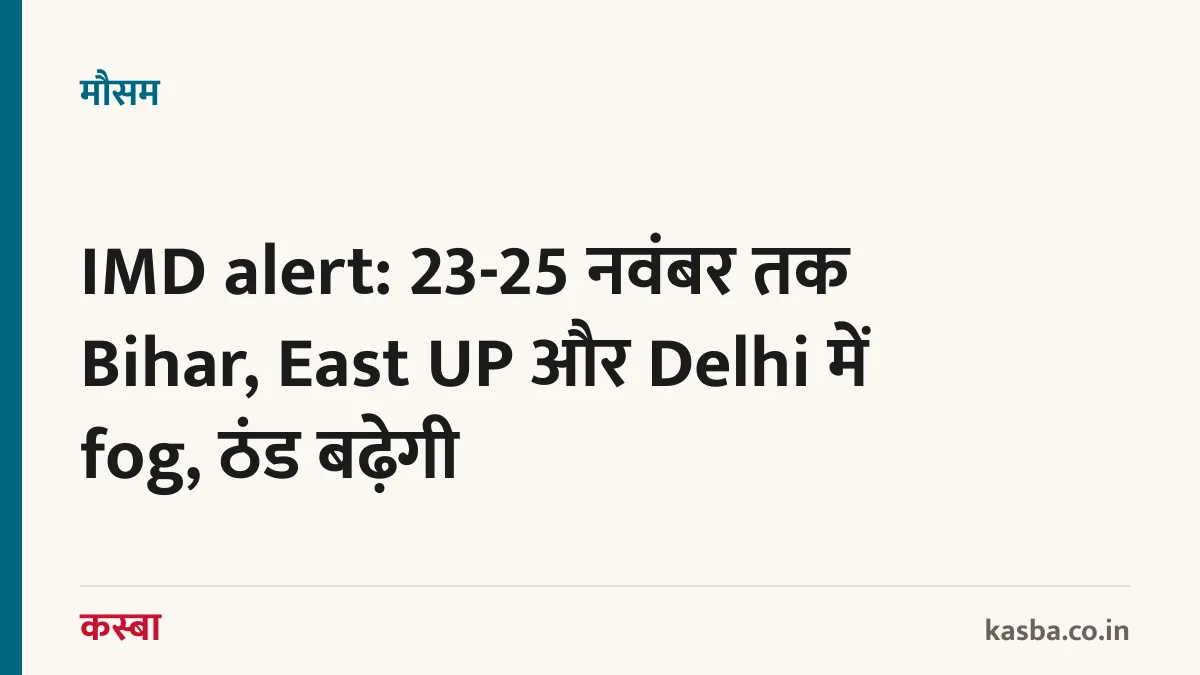 मौसम
IMD alert: 23-25 नवंबर तक
Bihar, East UP और Delhi में
fog, ठंड बढ़ेगी
कस्बा
kasba.co.in